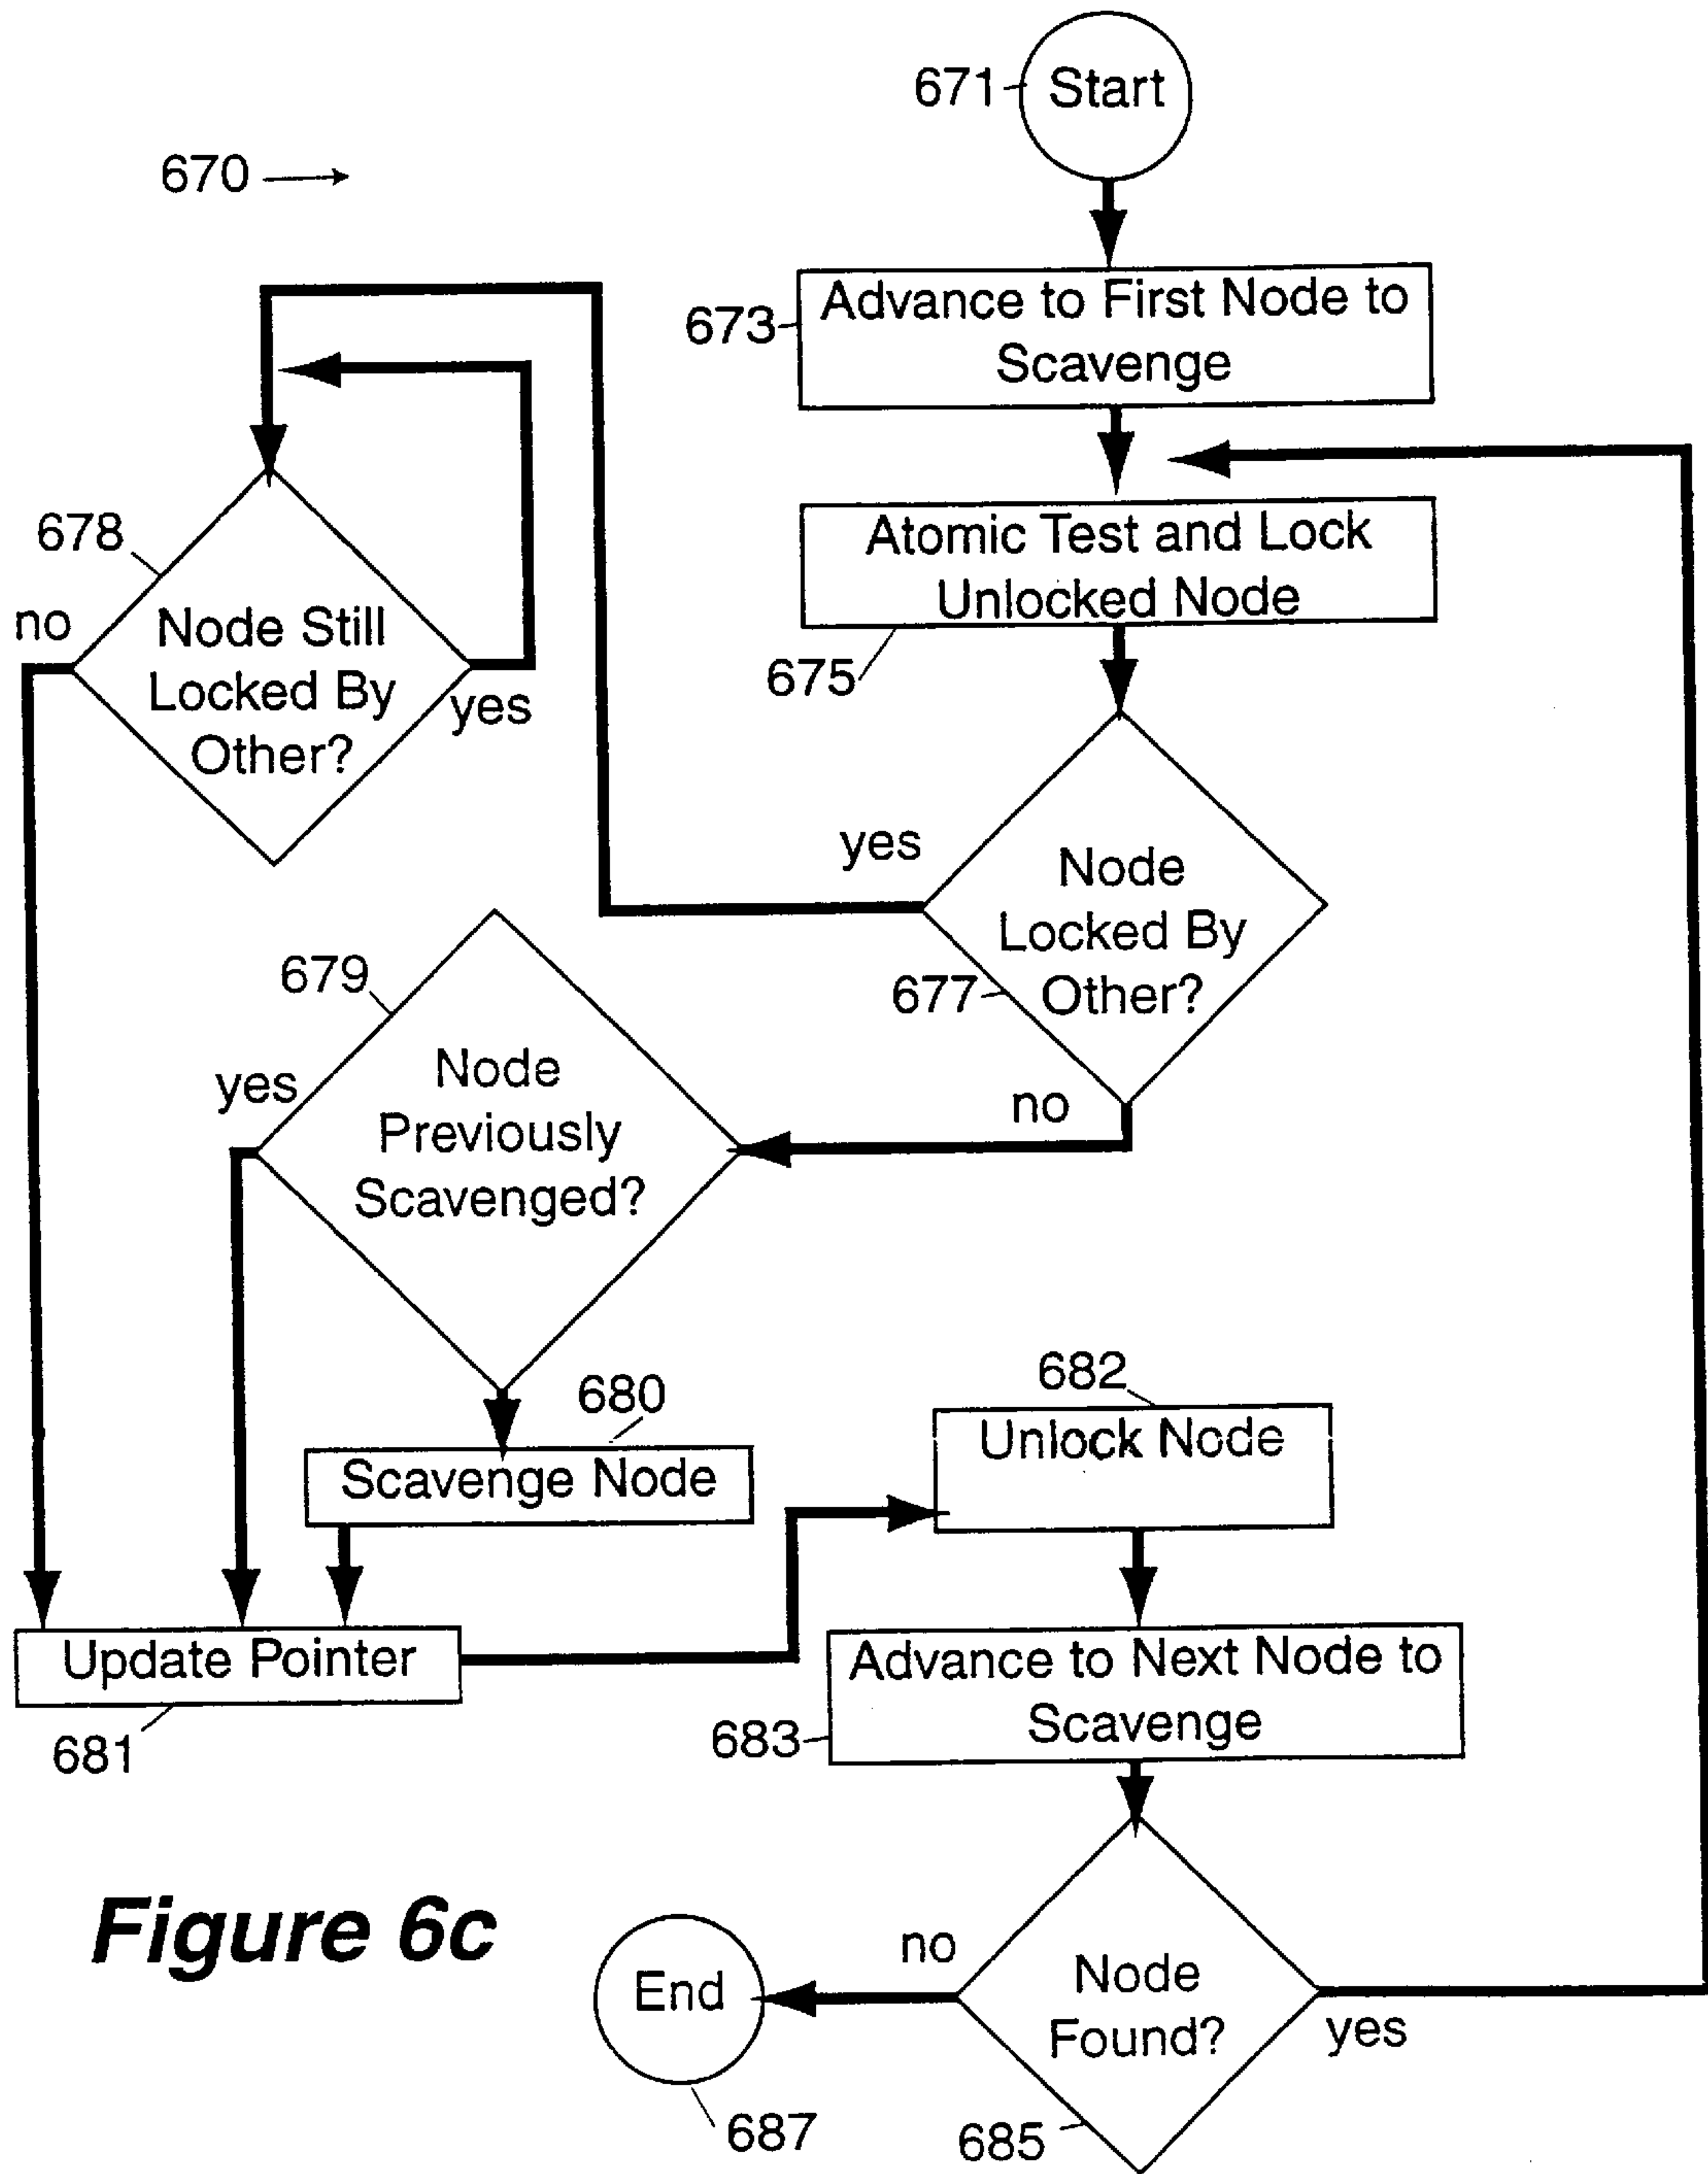 671
Start
670
673
Advance to First Node to
Scavenge
Atomic Test and Lock
Unlocked Node
675
678
no
Node Still
Locked By
Other?
yes
yes
Node
Locked By
Other?
677
no
679
yes
Node
Previously
Scavenged?
680
Scavenge Node
682
Unlock Node
Update Pointer
681
Advance to Next Node to
Scavenge
683
Figure 6c
no
End
687
Node
Found?
yes
685